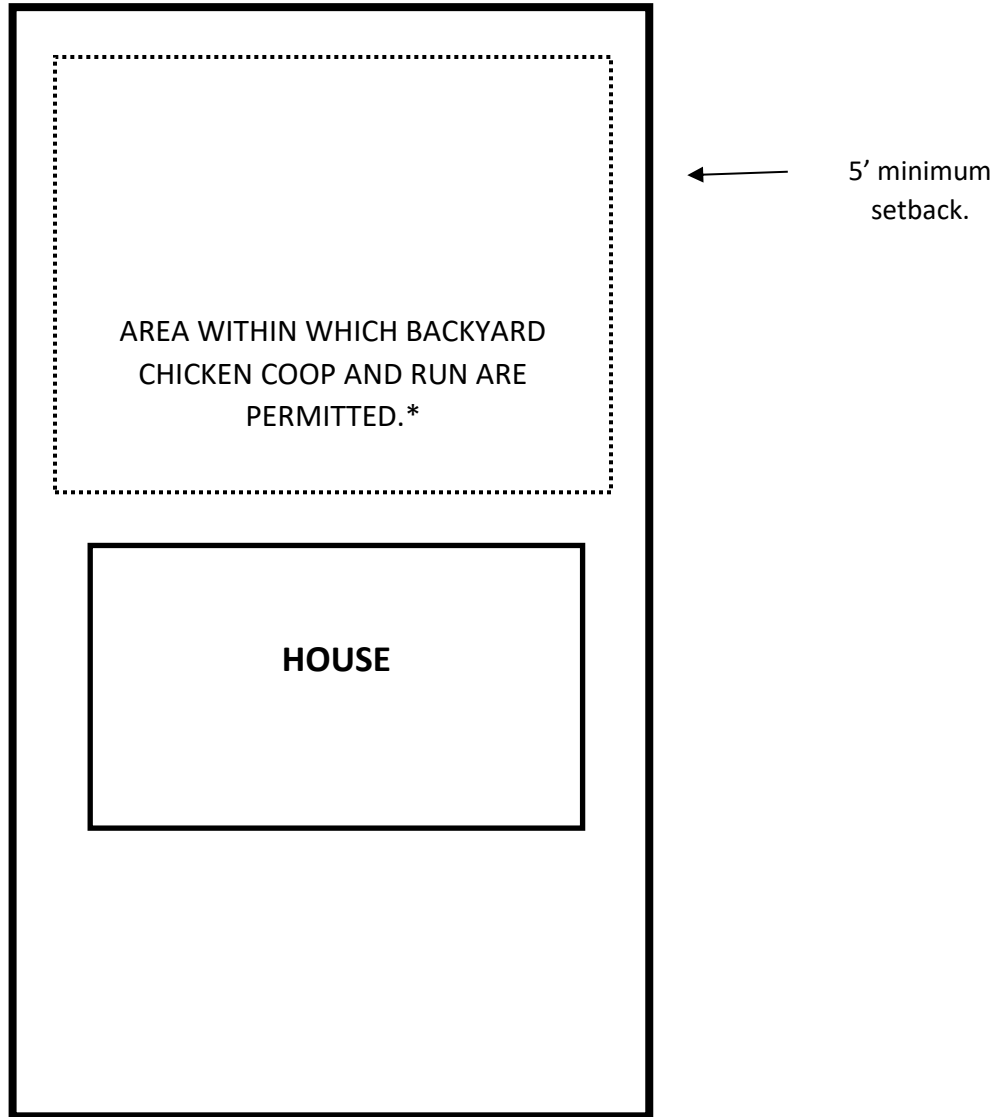 5’ minimum
setback.
AREA WITHIN WHICH BACKYARD
CHICKEN COOP AND RUN ARE
PERMITTED.*
HOUSE